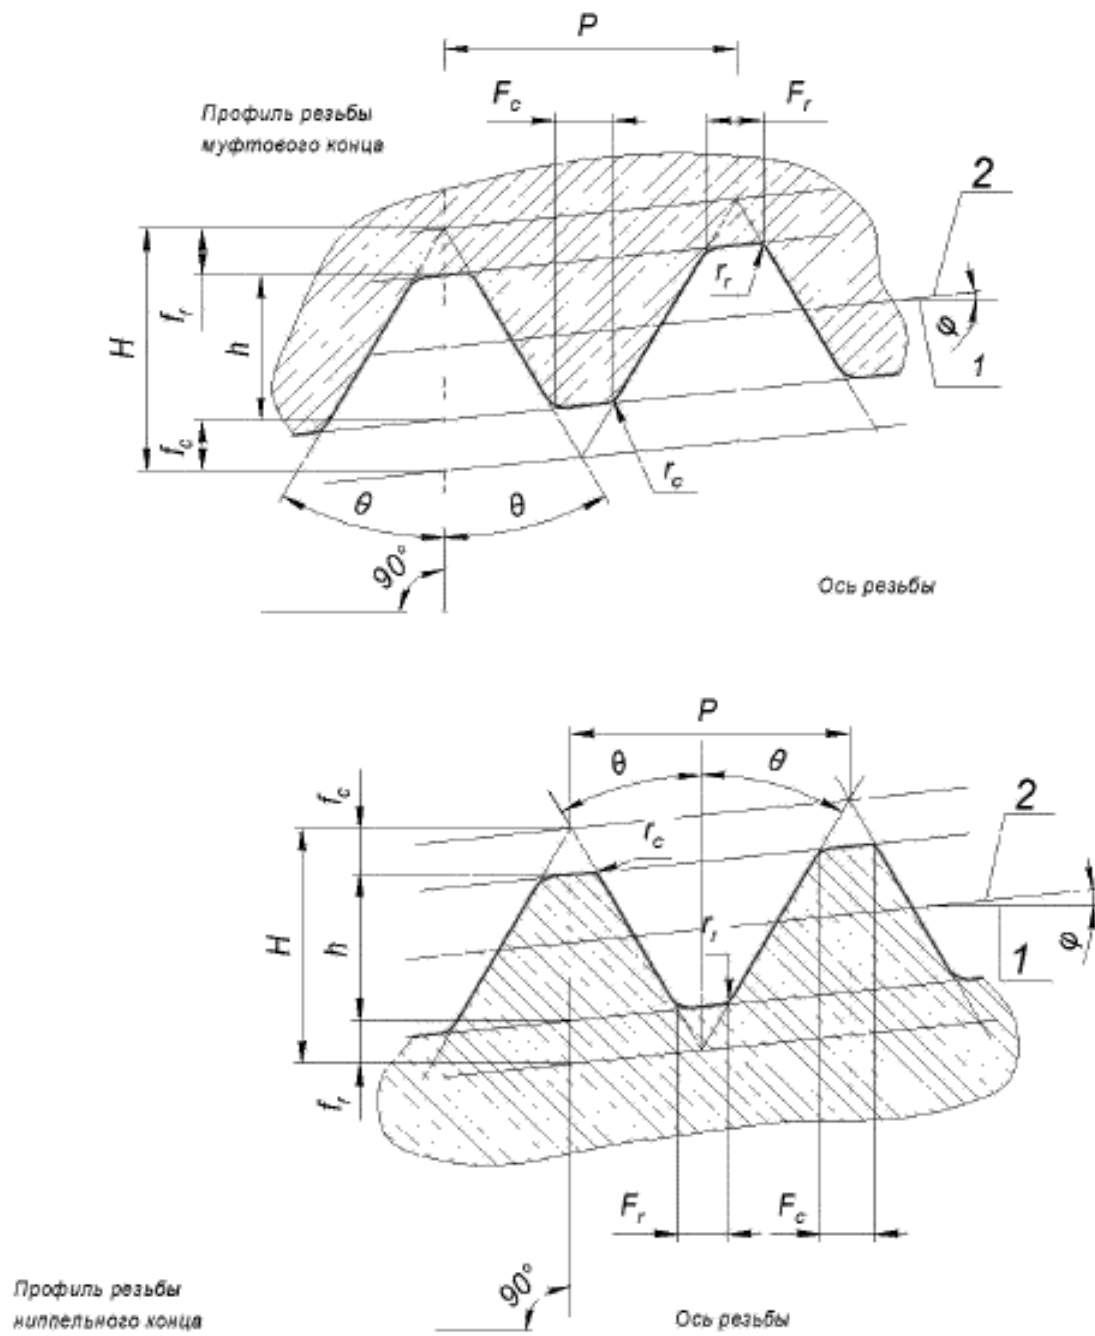 P
F_c
F_r
Профиль резьбы
муфтового конца
2
r_r
φ
H
f_r
h
1
f_c
r_c
θ
θ
90°
Ось резьбы
P
θ
θ
f_c
2
r_c
H
h
r_r
φ
1
f_r
F_r
F_c
90°
Профиль резьбы
ниппельного конца
Ось резьбы